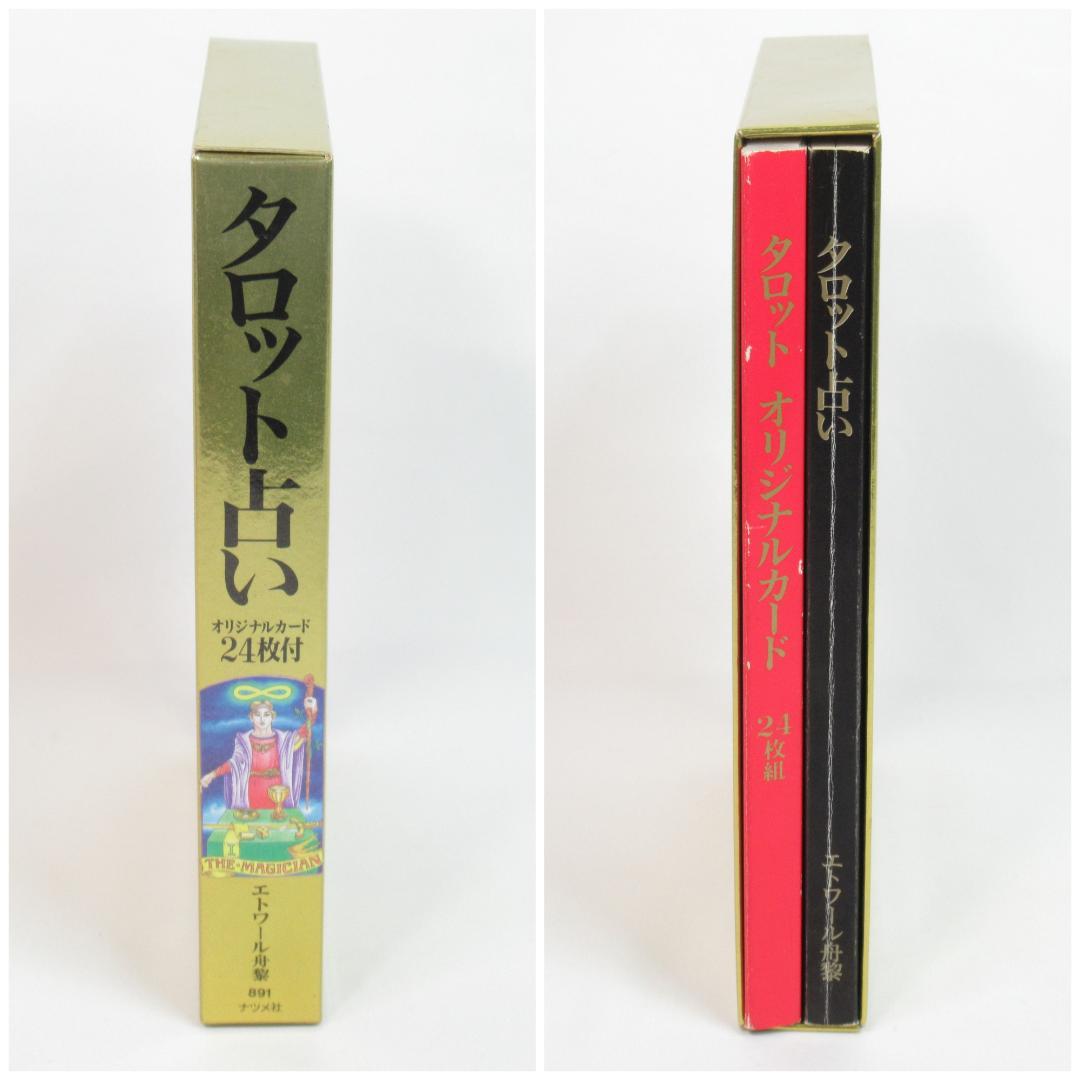 タロット占い
オリジナルカード
24枚付
I
THE・MAGICIAN
エトワール舟黎
891
ナツメ社
タロット オリジナルカード 24枚組
タロット占い
エトワール舟黎